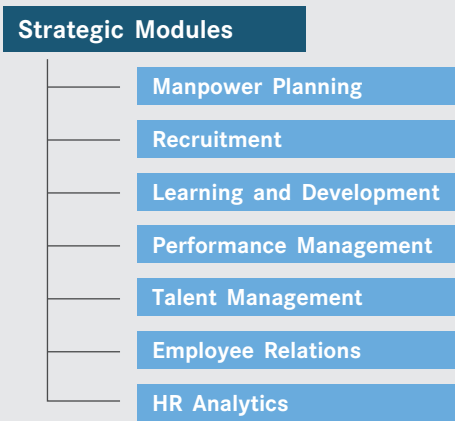 Strategic Modules
Manpower Planning
Recruitment
Learning and Development
Performance Management
Talent Management
Employee Relations
HR Analytics